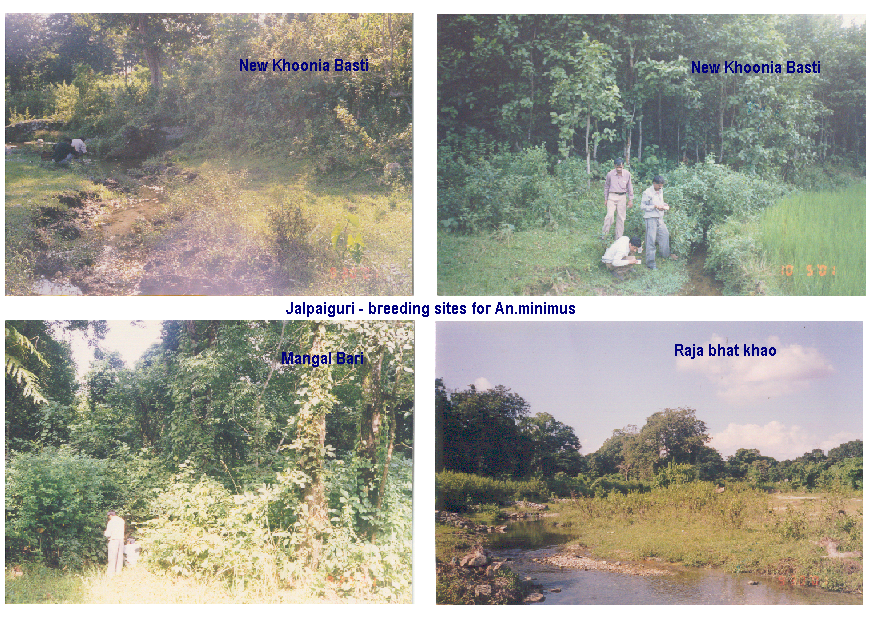 New Khoonia Basti
New Khoonia Basti
Jalpaiguri - breeding sites for An.minimus
Mangal Bari
Raja bhat khao